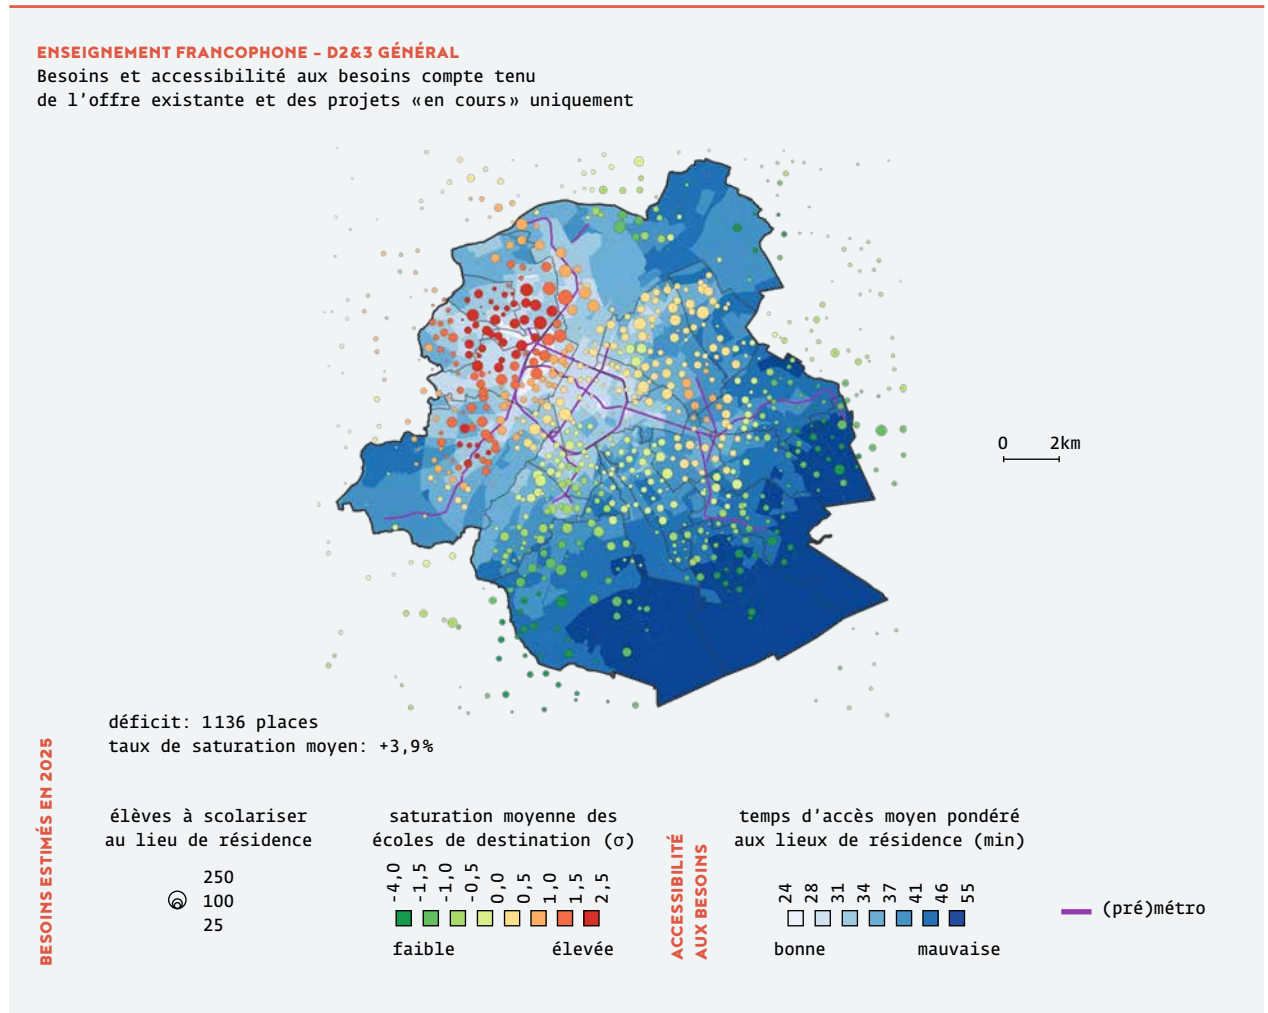 ENSEIGNEMENT FRANCOPHONE – D2&3 GÉNÉRAL
Besoins et accessibilité aux besoins compte tenu
de l'offre existante et des projets «en cours» uniquement
0 2km
déficit: 1136 places
taux de saturation moyen: +3,9%
BESOINS ESTIMÉS EN 2025
élèves à scolariser
au lieu de résidence
250
100
25
saturation moyenne des
écoles de destination (σ)
-4,0 -1,5 -1,0 -0,5 0,0 0,5 1,0 1,5 2,5
faible élevée
ACCESSIBILITÉ
AUX BESOINS
temps d'accès moyen pondéré
aux lieux de résidence (min)
24 28 31 34 37 41 46 55
bonne mauvaise
(pré)métro